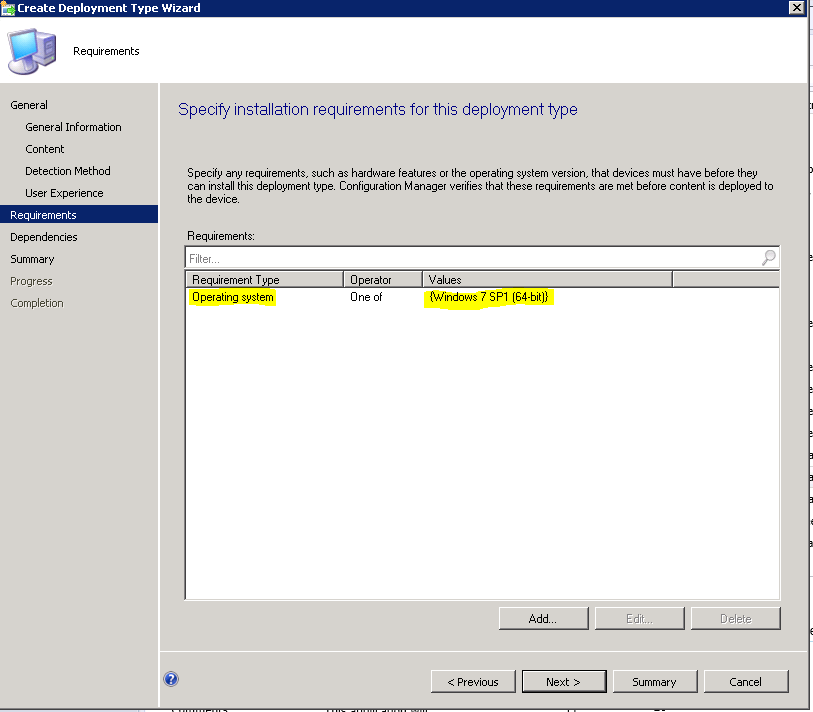 Create Deployment Type Wizard
Requirements
General
General Information
Content
Detection Method
User Experience
Requirements
Dependencies
Summary
Progress
Completion
Specify installation requirements for this deployment type
Specify any requirements, such as hardware features or the operating system version, that devices must have before they
can install this deployment type. Configuration Manager verifies that these requirements are met before content is deployed to
the device.
Requirements:
Filter...
Requirement Type Operator Values
Operating system One of {Windows 7 SP1 (64-bit)}
Add... Edit... Delete
< Previous Next > Summary Cancel